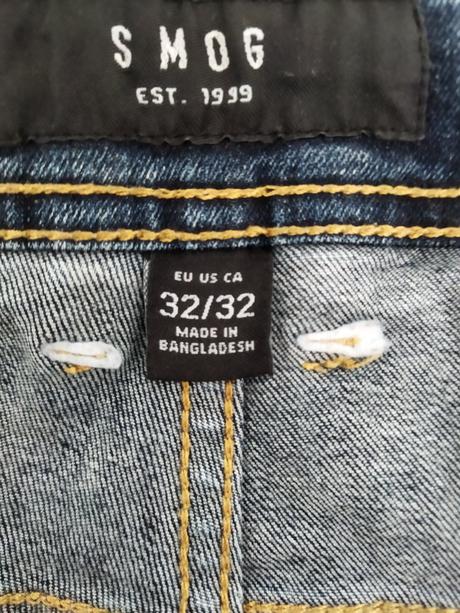 SMOG
EST. 1999
EU US CA
32/32
MADE IN
BANGLADESH